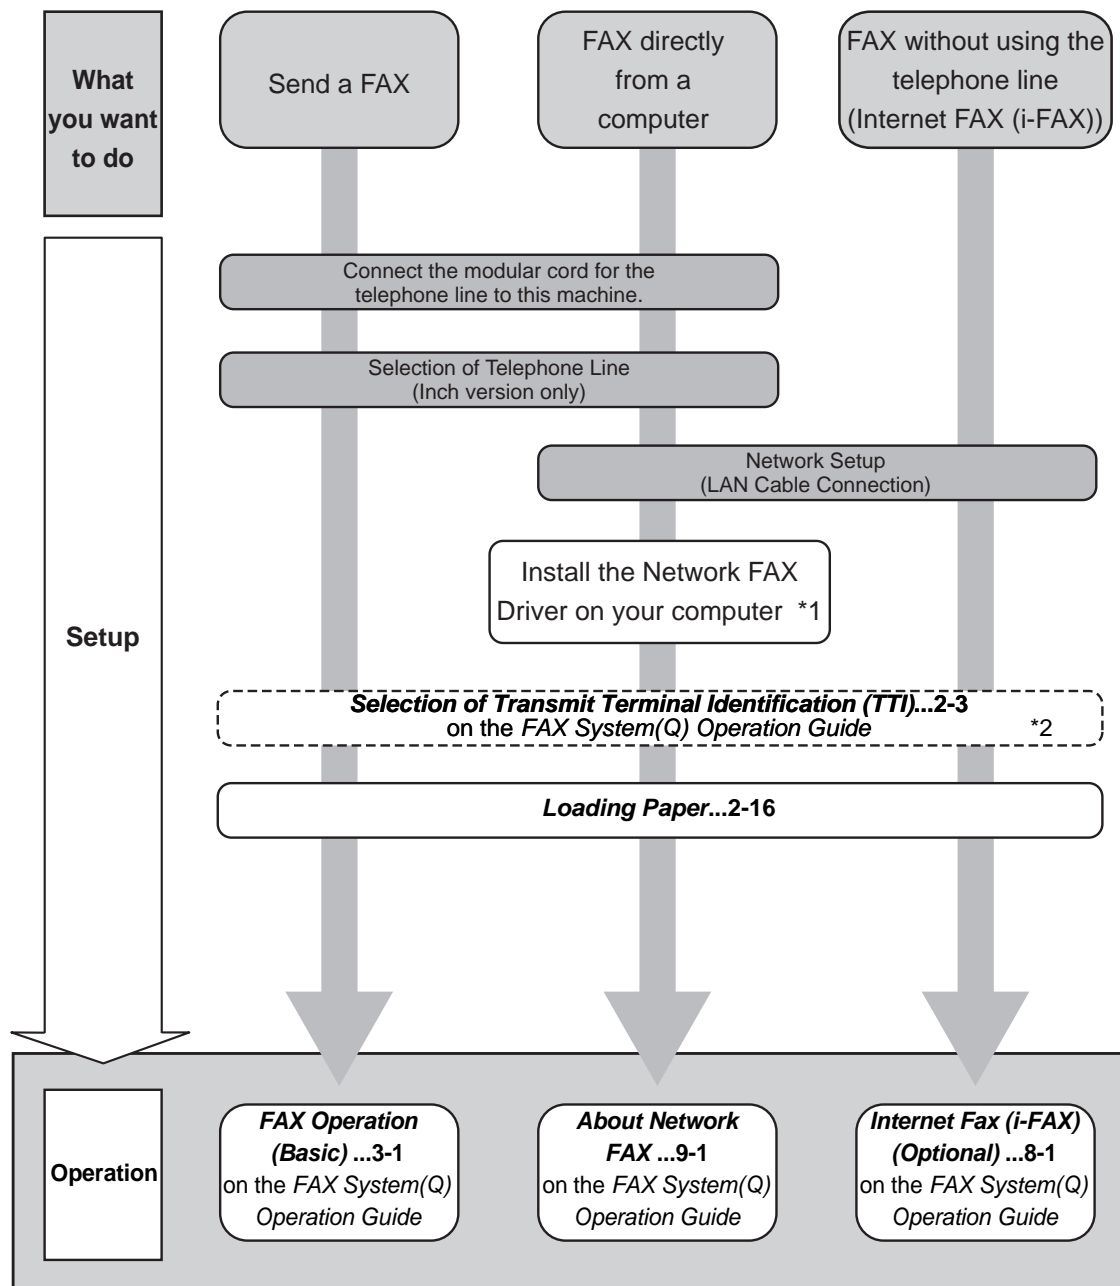 What
you want
to do
Send a FAX
FAX directly
from a
computer
FAX without using the
telephone line
(Internet FAX (i-FAX))
Setup
Connect the modular cord for the
telephone line to this machine.
Selection of Telephone Line
(Inch version only)
Network Setup
(LAN Cable Connection)
Install the Network FAX
Driver on your computer *1
Selection of Transmit Terminal Identification (TTI)...2-3
on the FAX System(Q) Operation Guide *2
Loading Paper...2-16
Operation
FAX Operation
(Basic) ...3-1
on the FAX System(Q)
Operation Guide
About Network
FAX ...9-1
on the FAX System(Q)
Operation Guide
Internet Fax (i-FAX)
(Optional) ...8-1
on the FAX System(Q)
Operation Guide